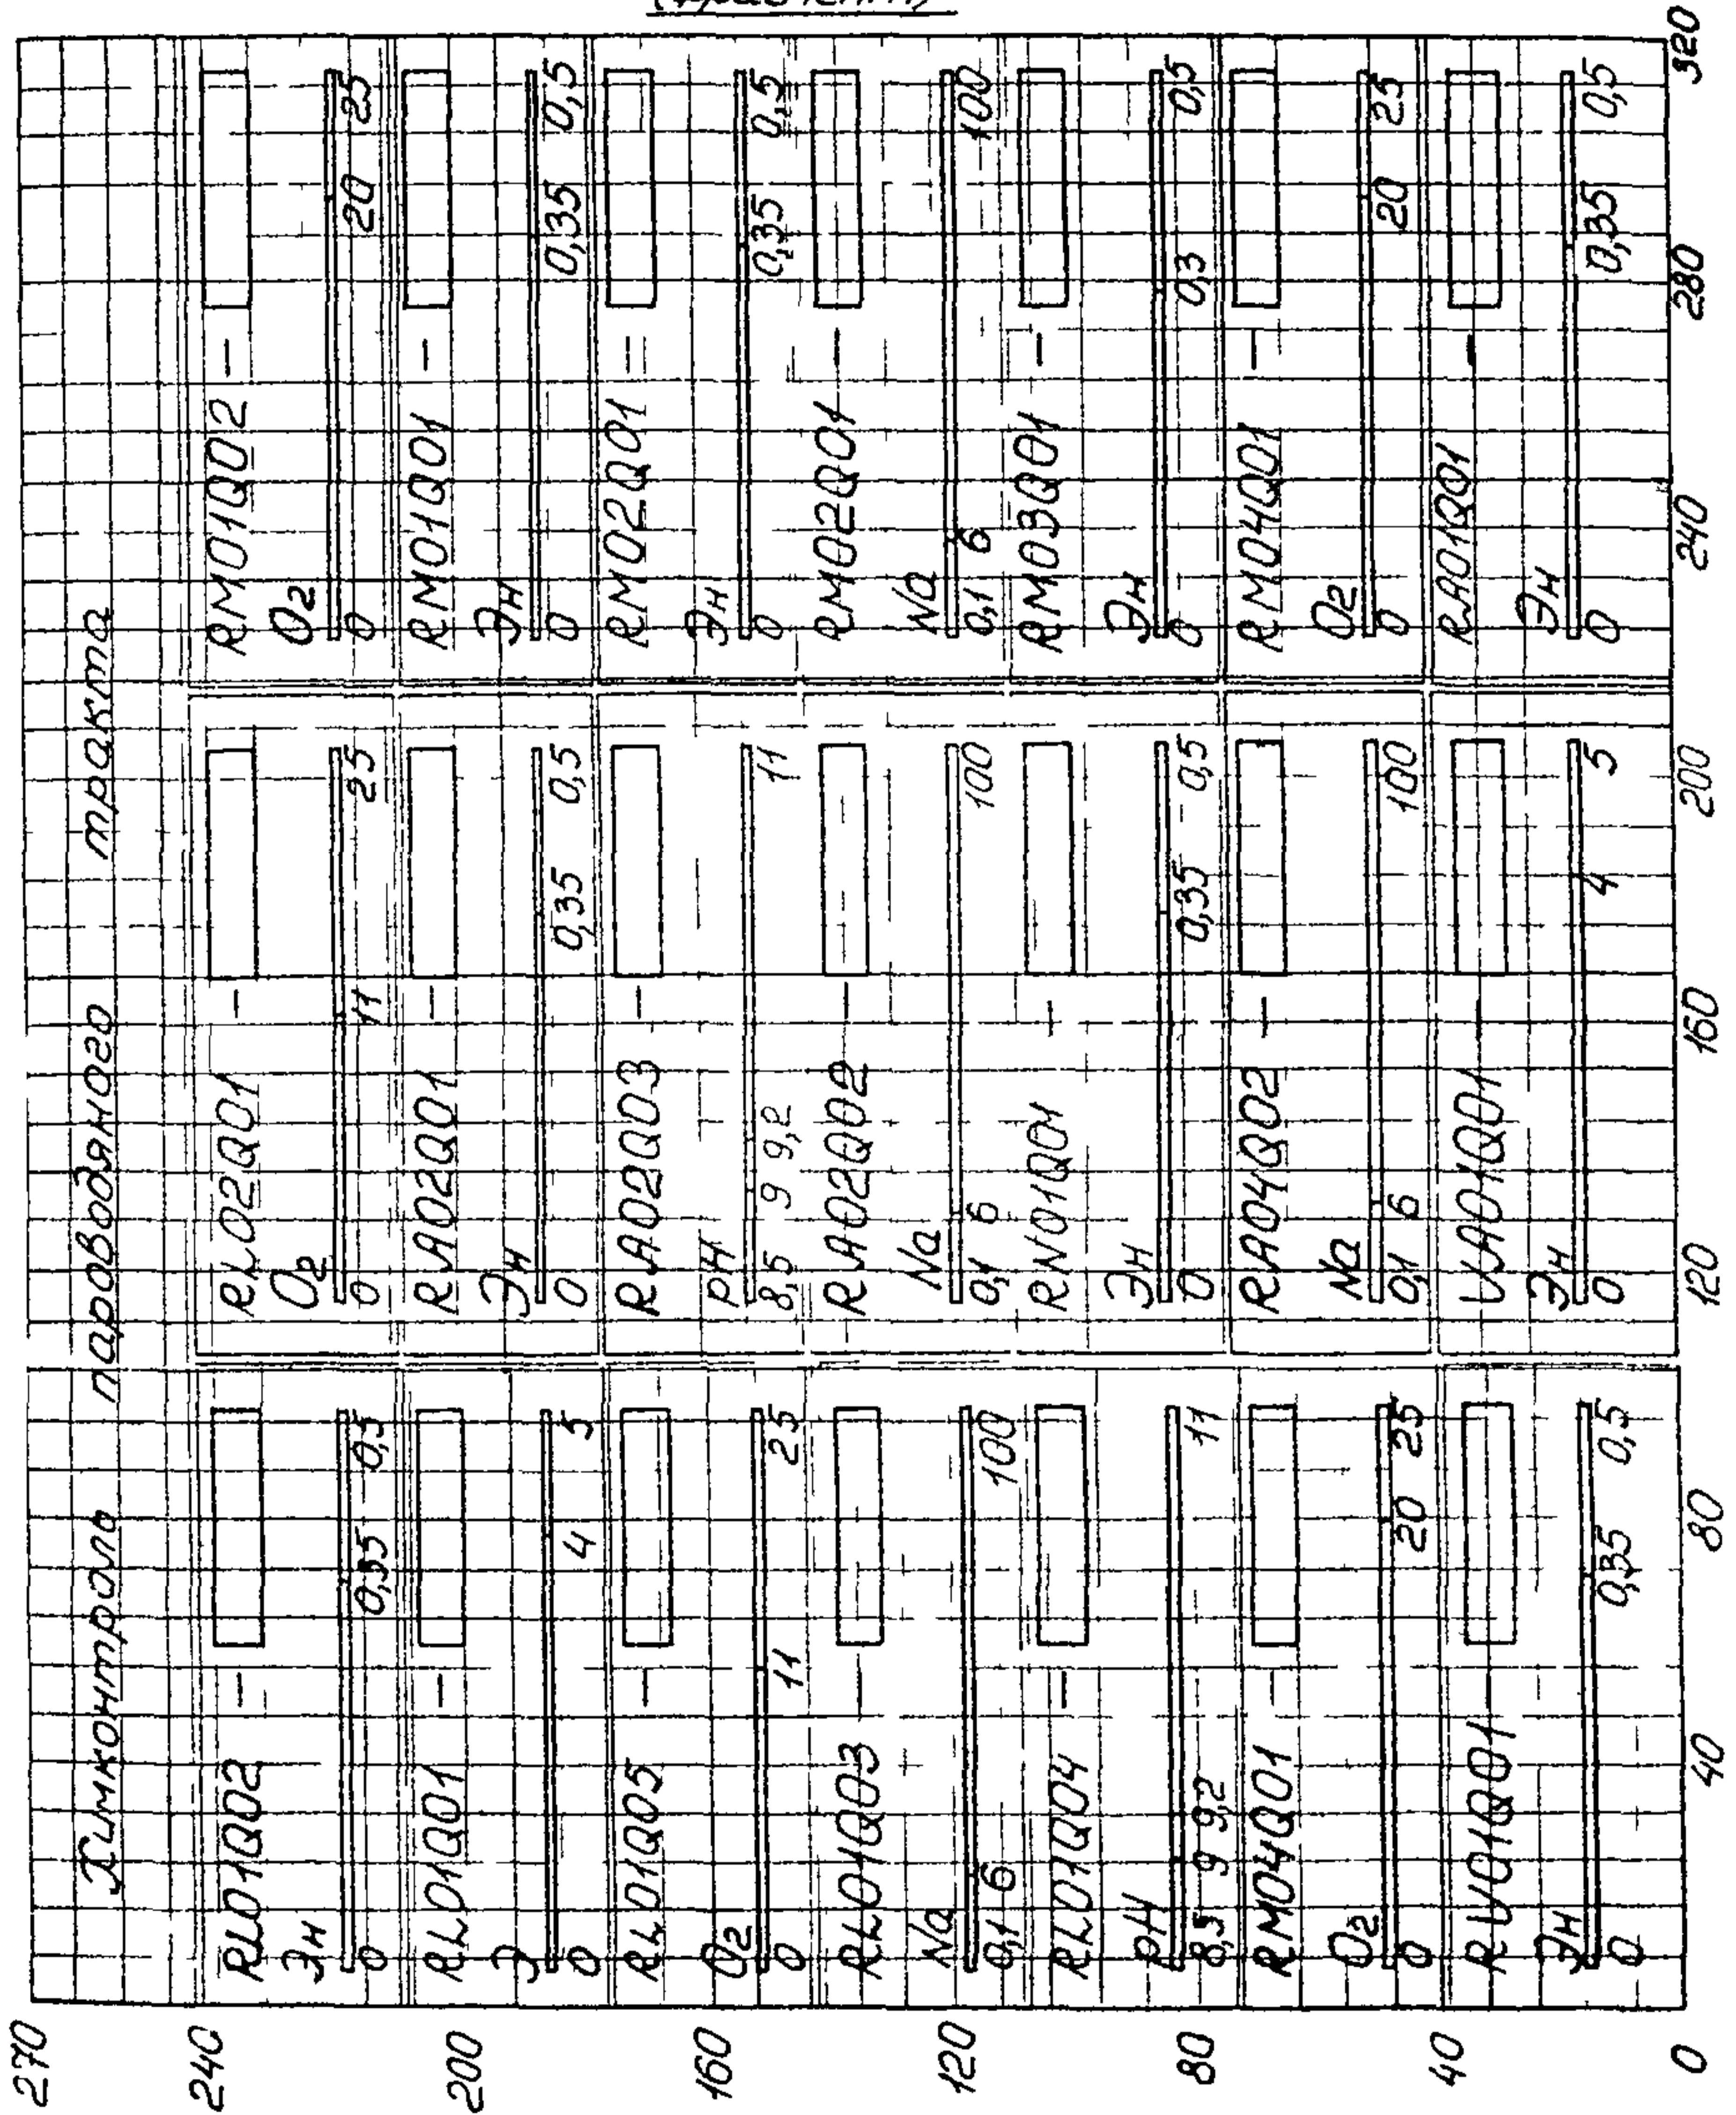 Химконтроль пароводяного тракта
270
240
200
160
120
80
40
0
RL01Q02 —
Эн
0 0,35 0,5
RL01Q01 —
Э
0 4 5
RL01Q05 —
O2
0 11 25
RL01Q03 —
Na
0,1 6 100
RL01Q04 —
pH
8,5 9 9,2 11
RM04Q01 —
O2
0 20 25
RV01Q01 —
Эн
0 0,35 0,5
RL02Q01 —
O2
0 11 25
RA02Q01 —
Эн
0 0,35 0,5
RA02Q03 —
pH
8,5 9 9,2 11
RA02Q02 —
Na
0,1 6 100
RN01Q01 —
Эн
0 0,35 0,5
RA04Q02 —
Na
0,1 6 100
UA01Q01 —
Эн
0 4 5
RM01Q02 —
O2
0 20 25
RM01Q01 —
Эн
0 0,35 0,5
RM02Q01 =
Эн
0 0,35 0,5
RM02Q01 —
Na
0,1 6 100
RM03Q01 —
Эн
0 0,3 0,5
RM04Q01 —
O2
0 20 25
RA01Q01 —
Эн
0 0,35 0,5
40 80 120 160 200 240 280 320